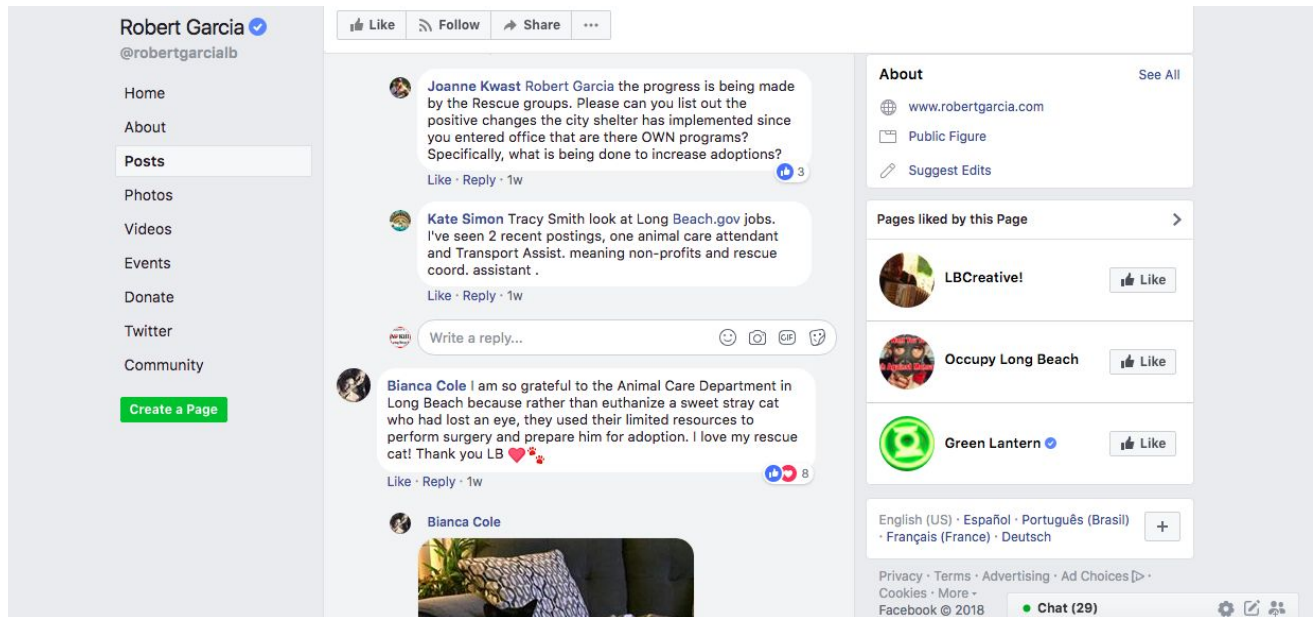 Robert Garcia
@robertgarcialb
Home
About
Posts
Photos
Videos
Events
Donate
Twitter
Community
Create a Page
Like
Follow
Share
Joanne Kwast Robert Garcia the progress is being made
by the Rescue groups. Please can you list out the
positive changes the city shelter has implemented since
you entered office that are there OWN programs?
Specifically, what is being done to increase adoptions?
3
Like · Reply · 1w
Kate Simon Tracy Smith look at Long Beach.gov jobs.
I've seen 2 recent postings, one animal care attendant
and Transport Assist. meaning non-profits and rescue
coord. assistant .
Like · Reply · 1w
Write a reply...
GIF
Bianca Cole I am so grateful to the Animal Care Department in
Long Beach because rather than euthanize a sweet stray cat
who had lost an eye, they used their limited resources to
perform surgery and prepare him for adoption. I love my rescue
cat! Thank you LB ❤️🐾
8
Like · Reply · 1w
Bianca Cole
About
See All
www.robertgarcia.com
Public Figure
Suggest Edits
Pages liked by this Page
LBCreative!
Like
Occupy Long Beach
Like
Green Lantern
Like
English (US) · Español · Português (Brasil)
· Français (France) · Deutsch
Privacy · Terms · Advertising · Ad Choices ·
Cookies · More
Facebook © 2018
Chat (29)